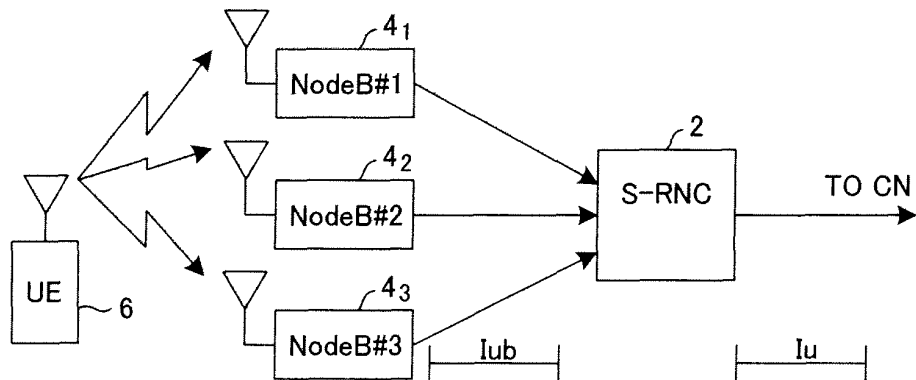 4₁
NodeB#1
2
4₂
S-RNC
TO CN
NodeB#2
UE
6
4₃
NodeB#3
Iub
Iu